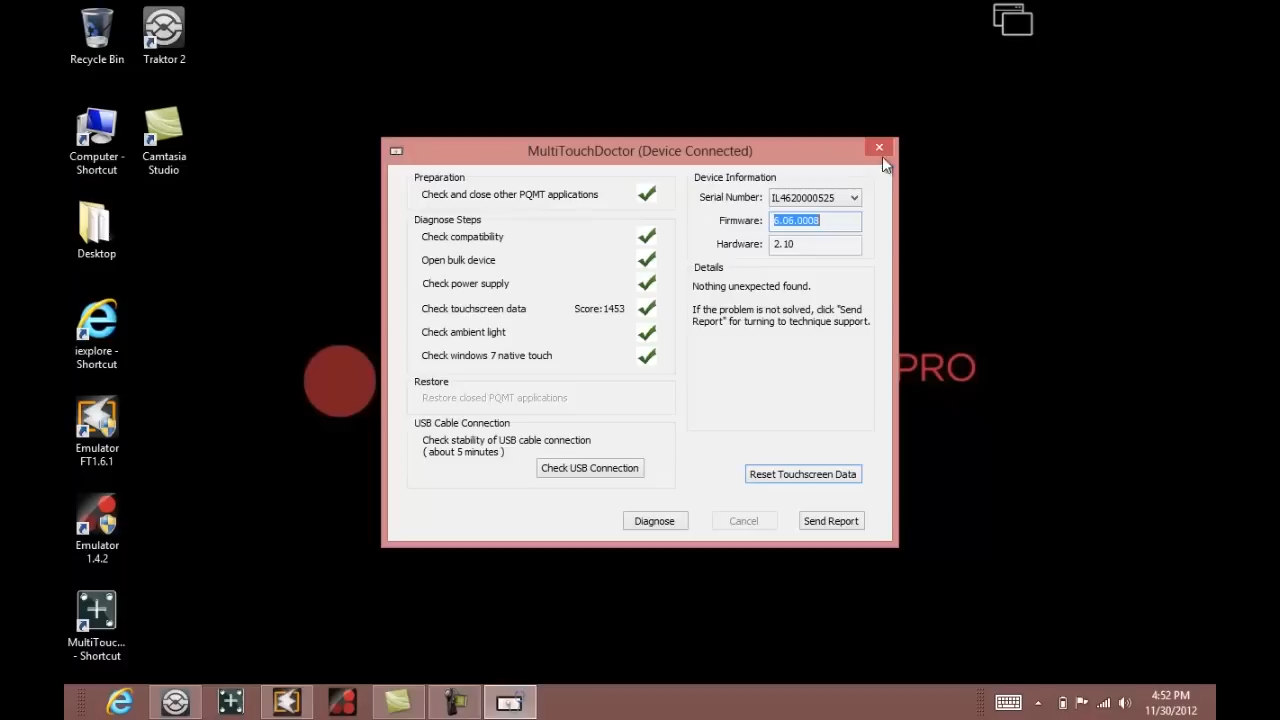 Recycle Bin
Traktor 2
Computer -
Shortcut
Camtasia
Studio
Desktop
iexplore -
Shortcut
Emulator
FT1.6.1
Emulator
1.4.2
MultiTouc...
- Shortcut
MultiTouchDoctor (Device Connected)
Preparation
Check and close other PQMT applications
Diagnose Steps
Check compatibility
Open bulk device
Check power supply
Check touchscreen data Score:1453
Check ambient light
Check windows 7 native touch
Restore
Restore closed PQMT applications
USB Cable Connection
Check stability of USB cable connection
( about 5 minutes )
Check USB Connection
Device Information
Serial Number: IL4620000525
Firmware: 6.06.0008
Hardware: 2.10
Details
Nothing unexpected found.
If the problem is not solved, click "Send
Report" for turning to technique support.
Reset Touchscreen Data
Diagnose
Cancel
Send Report
PRO
4:52 PM
11/30/2012